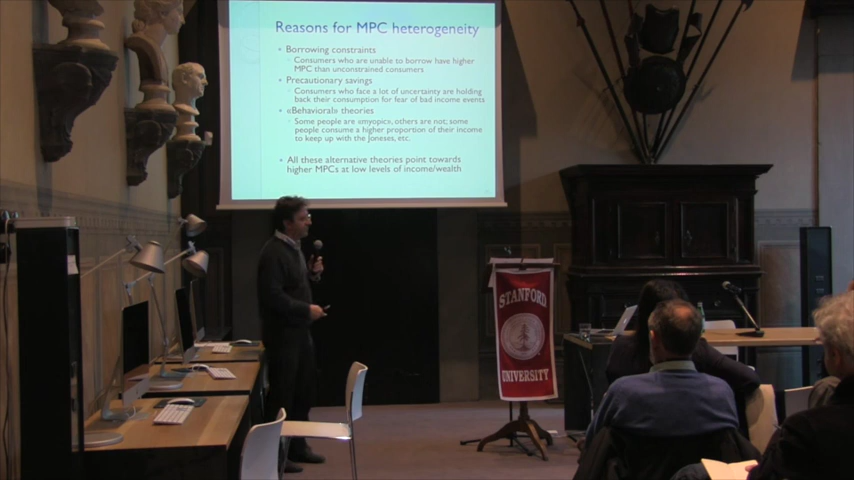 Reasons for MPC heterogeneity
• Borrowing constraints
◦ Consumers who are unable to borrow have higher
MPC than unconstrained consumers
• Precautionary savings
◦ Consumers who face a lot of uncertainty are holding
back their consumption for fear of bad income events
• «Behavioral» theories
◦ Some people are «myopic», others are not; some
people consume a higher proportion of their income
to keep up with the Joneses, etc.
• All these alternative theories point towards
higher MPCs at low levels of income/wealth
STANFORD
UNIVERSITY